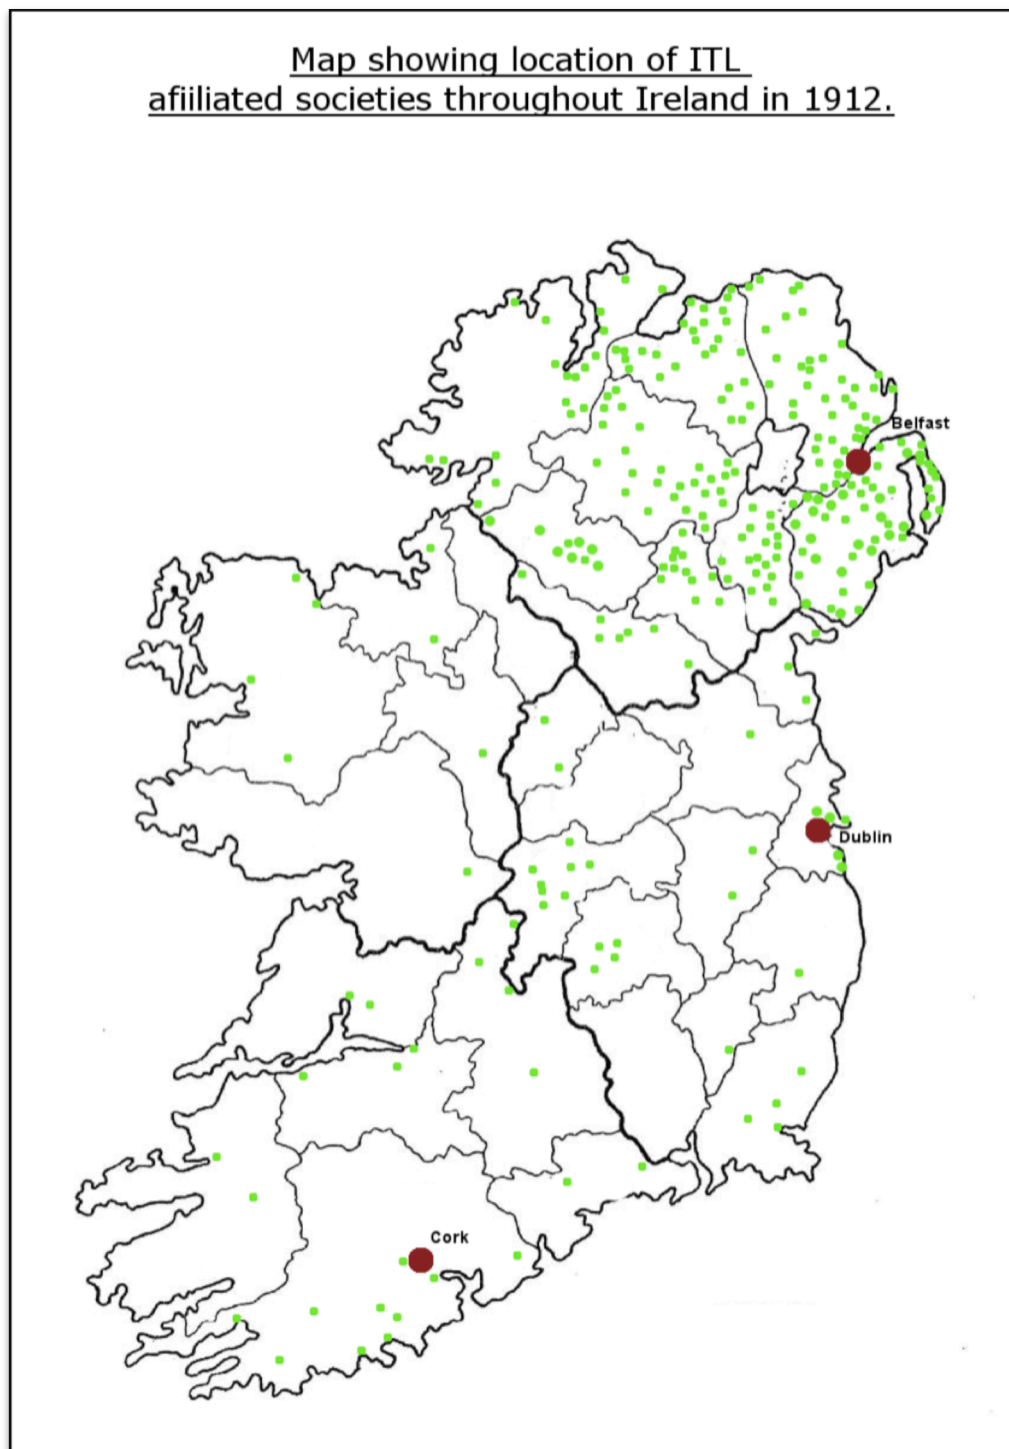 Map showing location of ITL
afiiliated societies throughout Ireland in 1912.
Belfast
Dublin
Cork